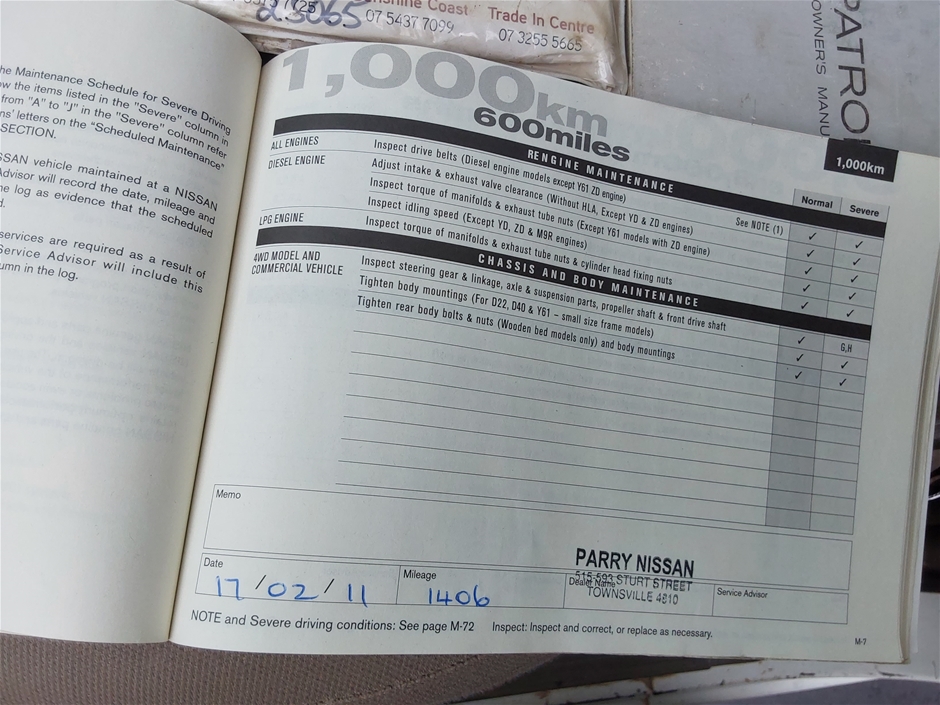 23065
nshine Coast Trade In Centre
07 5437 7099
07 3255 5665
PATROL
OWNER'S MANU
he Maintenance Schedule for Severe Driving
ow the items listed in the "Severe" column in
from "A" to "J" in the "Severe" column refer
ns' letters on the "Scheduled Maintenance"
SECTION.
SSAN vehicle maintained at a NISSAN
Advisor will record the date, mileage and
he log as evidence that the scheduled
d.
services are required as a result of
Service Advisor will include this
umn in the log.
1,000km
600miles
1,000km
RENGINE MAINTENANCE
Normal Severe
ALL ENGINES Inspect drive belts (Diesel engine models except Y61 ZD engine) See NOTE (1) ✓ ✓
DIESEL ENGINE Adjust intake & exhaust valve clearance (Without HLA, Except YD & ZD engines) ✓ ✓
Inspect torque of manifolds & exhaust tube nuts (Except Y61 models with ZD engine) ✓ ✓
Inspect idling speed (Except YD, ZD & M9R engines) ✓ ✓
LPG ENGINE Inspect torque of manifolds & exhaust tube nuts & cylinder head fixing nuts ✓ ✓
CHASSIS AND BODY MAINTENANCE
4WD MODEL AND
COMMERCIAL VEHICLE
Inspect steering gear & linkage, axle & suspension parts, propeller shaft & front drive shaft ✓ G,H
Tighten body mountings (For D22, D40 & Y61 – small size frame models) ✓ ✓
Tighten rear body bolts & nuts (Wooden bed models only) and body mountings ✓ ✓
Memo
Date
17/02/11
Mileage
1406
PARRY NISSAN
515-593 STURT STREET
Dealer Name
TOWNSVILLE 4810
Service Advisor
NOTE and Severe driving conditions: See page M-72 Inspect: Inspect and correct, or replace as necessary.
M-7